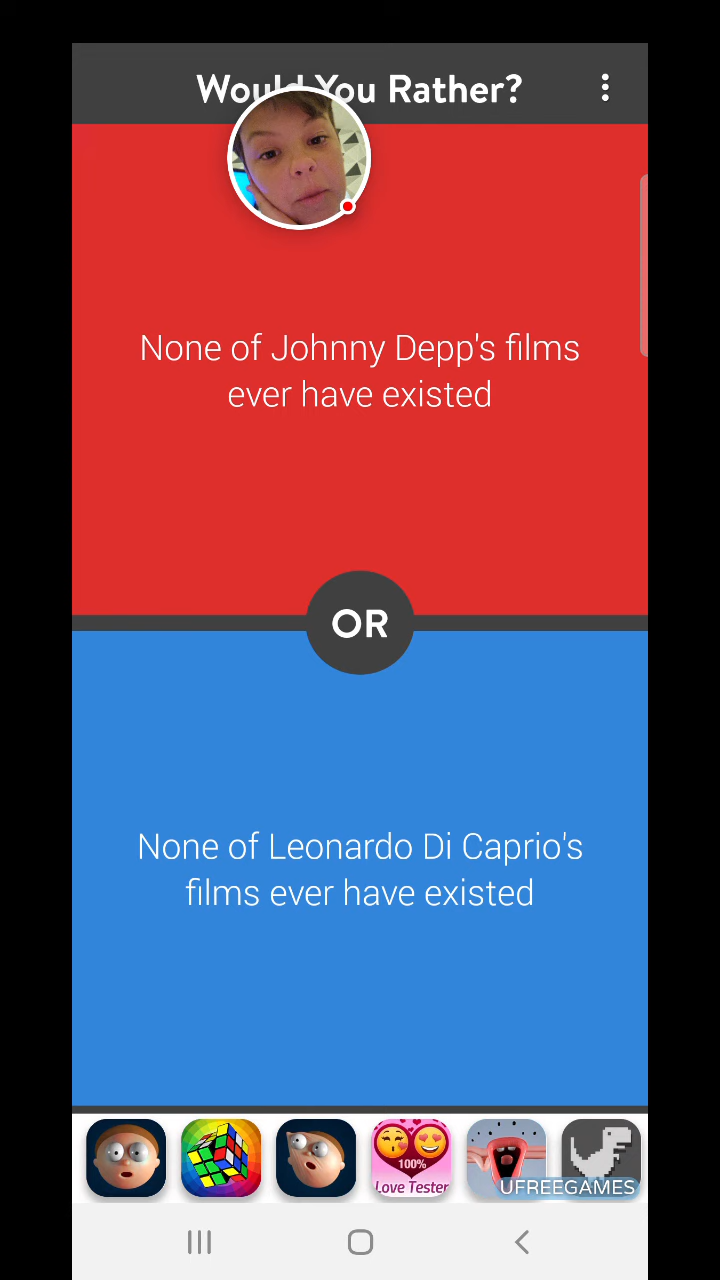 Would You Rather?
None of Johnny Depp's films
ever have existed
OR
None of Leonardo Di Caprio's
films ever have existed
100%
Love Tester
UFREEGAMES